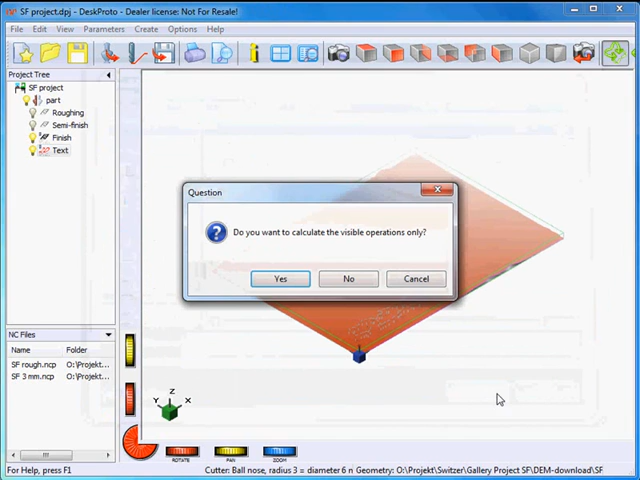 SF project.dpj - DeskProto - Dealer license: Not For Resale!
File Edit View Parameters Create Options Help
Project Tree
SF project
part
Roughing
Semi-finish
Finish
Text
Question
Do you want to calculate the visible operations only?
Yes No Cancel
NC Files
Name Folder
SF rough.ncp O:\Projekt...
SF 3 mm.ncp O:\Projekt...
Z
Y X
ROTATE PAN ZOOM
For Help, press F1 Cutter: Ball nose, radius 3 = diameter 6 n Geometry: O:\Projekt\Switzer\Gallery Project SF\DEM-download\SF